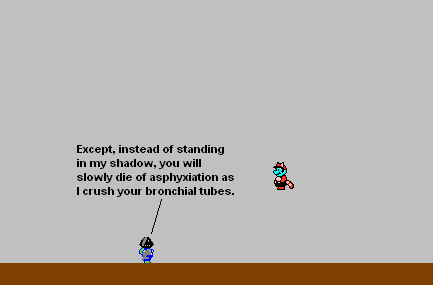 Except, instead of standing
in my shadow, you will
slowly die of asphyxiation as
I crush your bronchial tubes.